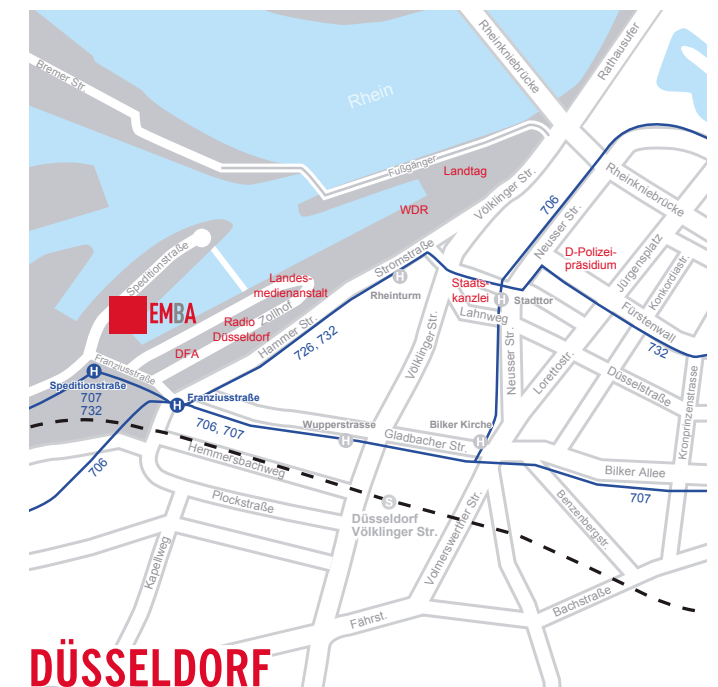 Rheinkniebrücke
Rathausufer
Bremer Str.
Rhein
Fußgänger
Landtag
Völklinger Str.
706
Rheinkniebrücke
WDR
Neusser Str.
Speditionstraße
Stromstraße
D-Polizei-
präsidium
Jürgensplatz
Konkordiastr.
Landes-
medienanstalt
H
Rheinturm
Staats-
kanzlei
H
Stadttor
EMBA
Zollhof
Radio
Düsseldorf
Hammer Str.
Lahnweg
Fürstenwall
732
DFA
726, 732
Völklinger Str.
Neusser Str.
Lorettostr.
Düsselstraße
Franziusstraße
H
Speditionstraße
707
732
H
Franziusstraße
Kronprinzenstrasse
706, 707
Wupperstrasse
H
Bilker Kirche
H
Gladbacher Str.
706
Hemmersbachweg
Bilker Allee
707
Plockstraße
S
Düsseldorf
Völklinger Str.
Volmerswerther Str.
Benzenbergstr.
Kapellweg
Bachstraße
Fährst.
DÜSSELDORF